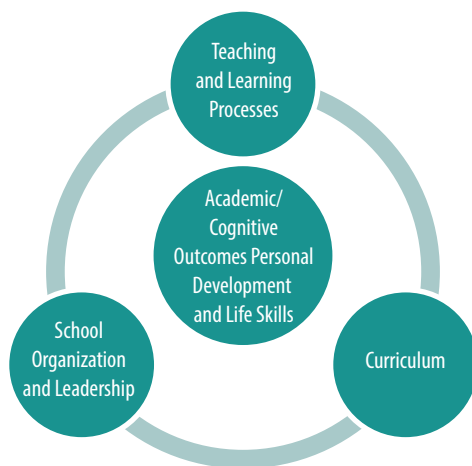 Teaching
and Learning
Processes
Academic/
Cognitive
Outcomes Personal
Development
and Life Skills
School
Organization
and Leadership
Curriculum